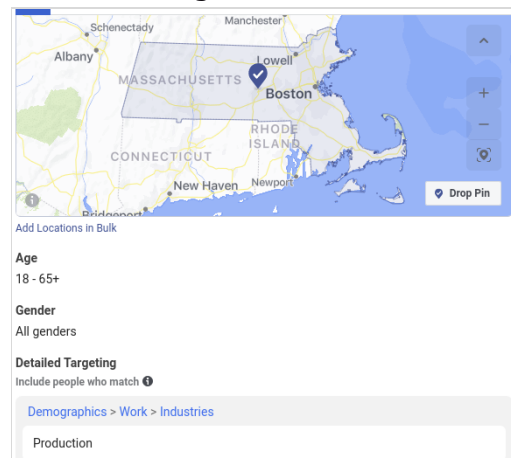 Schenectady
Manchester
Albany
Lowell
MASSACHUSETTS
Boston
RHODE
ISLAND
CONNECTICUT
New Haven
Newport
Drop Pin
Bridgeport
Add Locations in Bulk
Age
18 - 65+
Gender
All genders
Detailed Targeting
Include people who match
Demographics > Work > Industries
Production